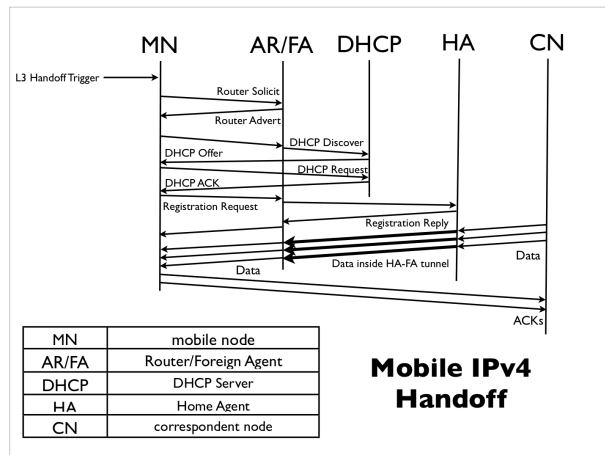 MN AR/FA DHCP HA CN
L3 Handoff Trigger
Router Solicit
Router Advert
DHCP Discover
DHCP Offer
DHCP Request
DHCP ACK
Registration Request
Registration Reply
Data
Data inside HA-FA tunnel
Data
ACKs
MN mobile node
AR/FA Router/Foreign Agent
DHCP DHCP Server
HA Home Agent
CN correspondent node
Mobile IPv4
Handoff